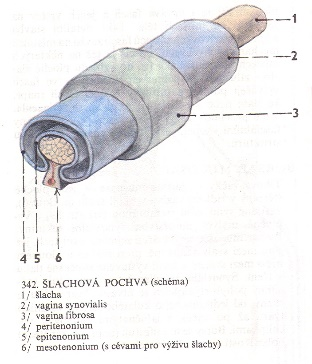 1
2
3
4 5 6
342. ŠLACHOVÁ POCHVA (schéma)
1/ šlacha
2/ vagina synovialis
3/ vagina fibrosa
4/ peritenonium
5/ epitenonium
6/ mesotenonium (s cévami pro výživu šlachy)